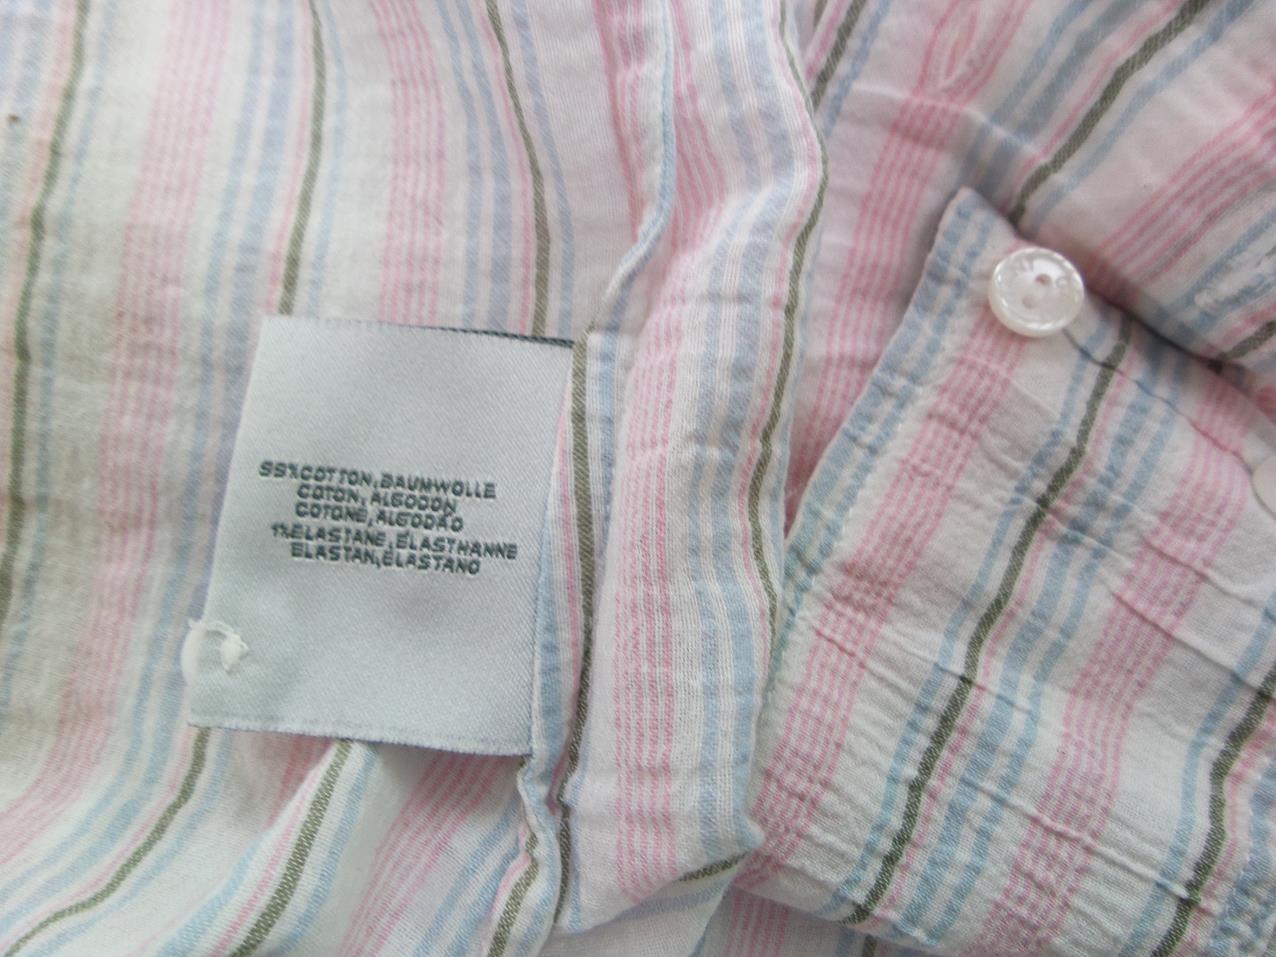 99%COTTON,BAUMWOLLE
COTON, ALGODON
COTONE, ALGODÃO
1%ELASTANE, ELASTHANNE
ELASTAN,ELASTANO